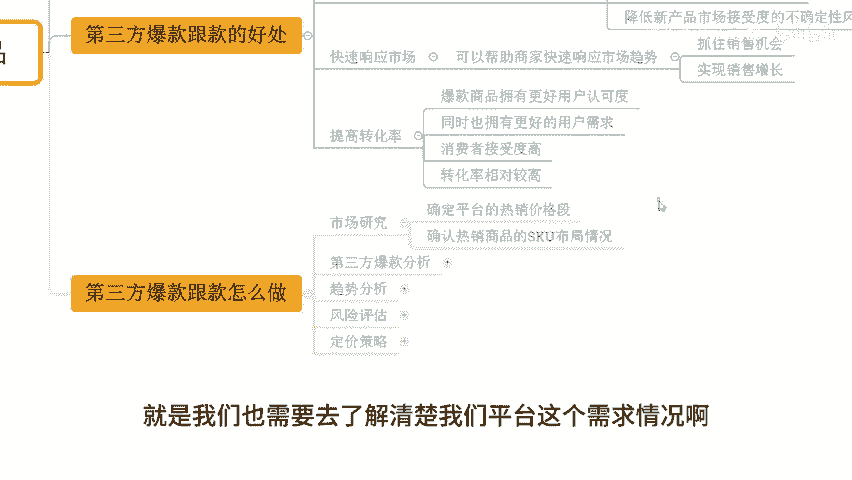 品
第三方爆款跟款的好处
降低新产品市场接受度的不确定性风
快速响应市场
可以帮助商家快速响应市场趋势
抓住销售机会
实现销售增长
提高转化率
爆款商品拥有更好用户认可度
同时也拥有更好的用户需求
消费者接受度高
转化率相对较高
第三方爆款跟款怎么做
市场研究
确定平台的热销价格段
确认热销商品的SKU布局情况
第三方爆款分析
趋势分析
风险评估
定价策略
就是我们也需要去了解清楚我们平台这个需求情况啊